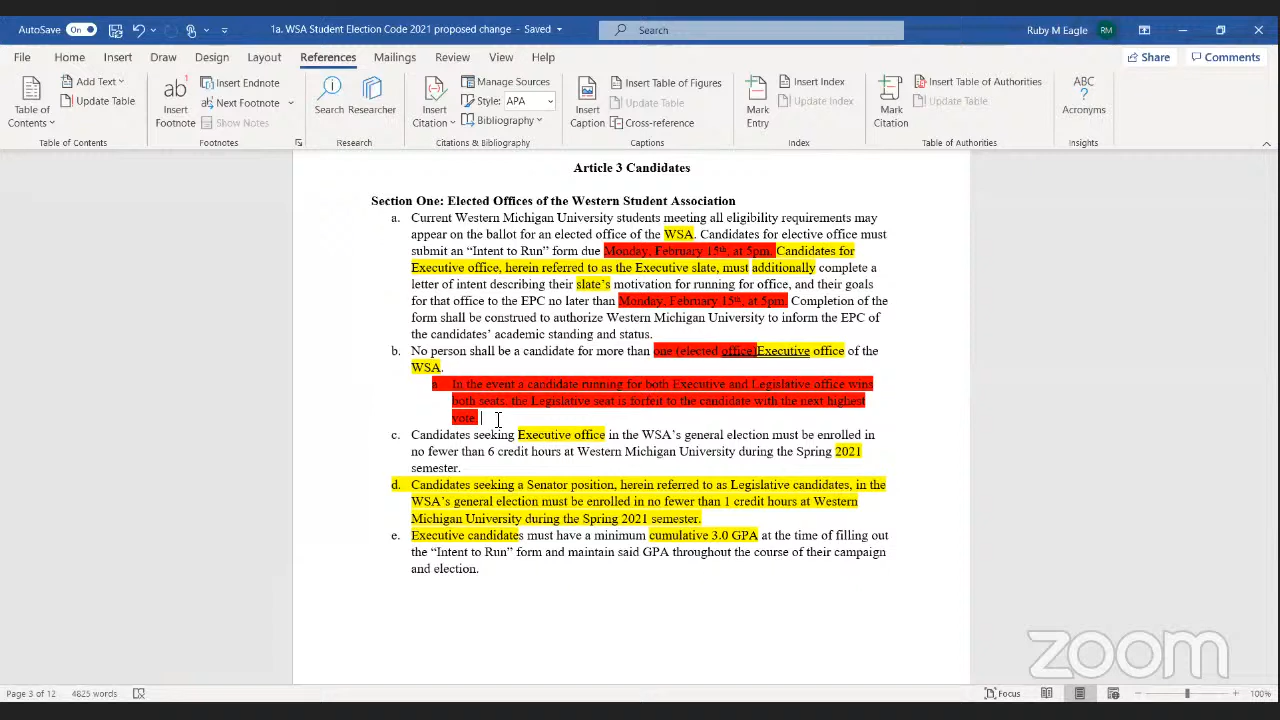 AutoSave On 1a. WSA Student Election Code 2021 proposed change - Saved Search Ruby M Eagle RM
File Home Insert Draw Design Layout References Mailings Review View Help Share Comments
Table of Contents Add Text Update Table Table of Contents
ab1 Insert Footnote Insert Endnote Next Footnote Show Notes Footnotes
Search Researcher Research
Insert Citation Manage Sources Style: APA Bibliography Citations & Bibliography
Insert Caption Insert Table of Figures Update Table Cross-reference Captions
Mark Entry Insert Index Update Index Index
Mark Citation Insert Table of Authorities Update Table Table of Authorities
ABC ? Acronyms Insights
Article 3 Candidates
Section One: Elected Offices of the Western Student Association
a. Current Western Michigan University students meeting all eligibility requirements may
appear on the ballot for an elected office of the WSA. Candidates for elective office must
submit an “Intent to Run” form due Monday, February 15th, at 5pm. Candidates for
Executive office, herein referred to as the Executive slate, must additionally complete a
letter of intent describing their slate’s motivation for running for office, and their goals
for that office to the EPC no later than Monday, February 15th, at 5pm. Completion of the
form shall be construed to authorize Western Michigan University to inform the EPC of
the candidates’ academic standing and status.
b. No person shall be a candidate for more than one (elected office)Executive office of the
WSA.
a In the event a candidate running for both Executive and Legislative office wins
both seats, the Legislative seat is forfeit to the candidate with the next highest
vote.
c. Candidates seeking Executive office in the WSA’s general election must be enrolled in
no fewer than 6 credit hours at Western Michigan University during the Spring 2021
semester.
d. Candidates seeking a Senator position, herein referred to as Legislative candidates, in the
WSA’s general election must be enrolled in no fewer than 1 credit hours at Western
Michigan University during the Spring 2021 semester.
e. Executive candidates must have a minimum cumulative 3.0 GPA at the time of filling out
the “Intent to Run” form and maintain said GPA throughout the course of their campaign
and election.
zoom
Page 3 of 12 4825 words Focus 100%